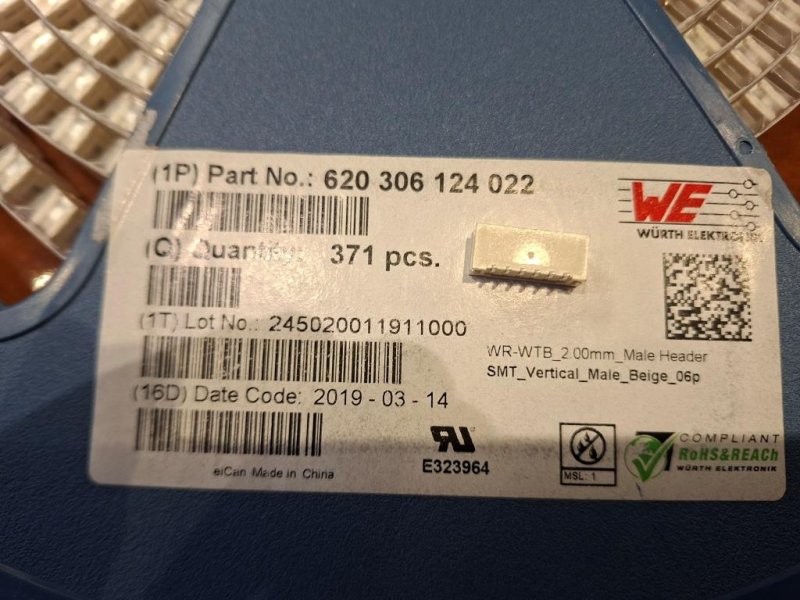 (1P) Part No.: 620 306 124 022
WE
WÜRTH ELEKTRONIK
(Q) Quantity: 371 pcs.
(1T) Lot No.: 245020011911000
WR-WTB_2.00mm_Male Header
SMT_Vertical_Male_Beige_06p
(16D) Date Code: 2019 - 03 - 14
E323964
MSL: 1
COMPLIANT
RoHS&REACh
WÜRTH ELEKTRONIK
eiCan Made in China